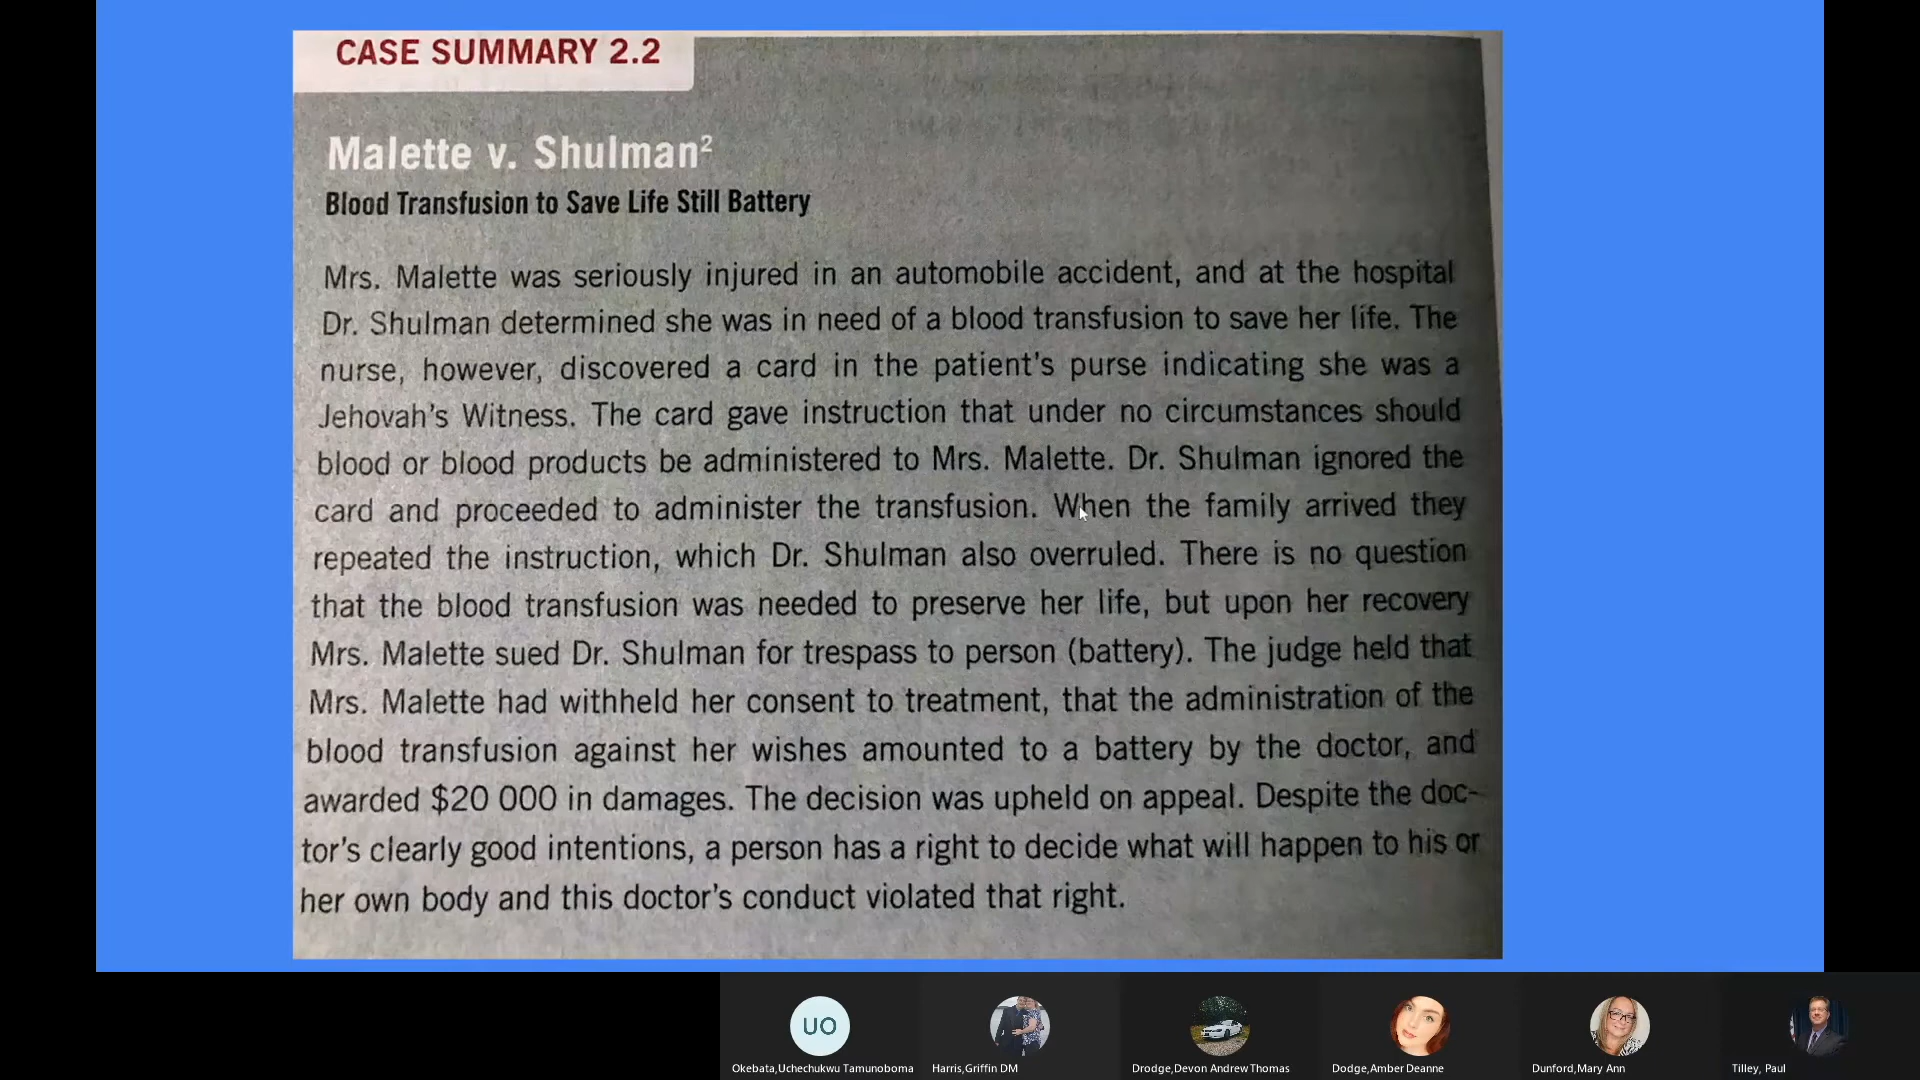 CASE SUMMARY 2.2
Malette v. Shulman²
Blood Transfusion to Save Life Still Battery
Mrs. Malette was seriously injured in an automobile accident, and at the hospital
Dr. Shulman determined she was in need of a blood transfusion to save her life. The
nurse, however, discovered a card in the patient's purse indicating she was a
Jehovah's Witness. The card gave instruction that under no circumstances should
blood or blood products be administered to Mrs. Malette. Dr. Shulman ignored the
card and proceeded to administer the transfusion. When the family arrived they
repeated the instruction, which Dr. Shulman also overruled. There is no question
that the blood transfusion was needed to preserve her life, but upon her recovery
Mrs. Malette sued Dr. Shulman for trespass to person (battery). The judge held that
Mrs. Malette had withheld her consent to treatment, that the administration of the
blood transfusion against her wishes amounted to a battery by the doctor, and
awarded $20 000 in damages. The decision was upheld on appeal. Despite the doc-
tor's clearly good intentions, a person has a right to decide what will happen to his or
her own body and this doctor's conduct violated that right.
UO
Okebata,Uchechukwu Tamunoboma
Harris,Griffin DM
Drodge,Devon Andrew Thomas
Dodge,Amber Deanne
Dunford,Mary Ann
Tilley, Paul